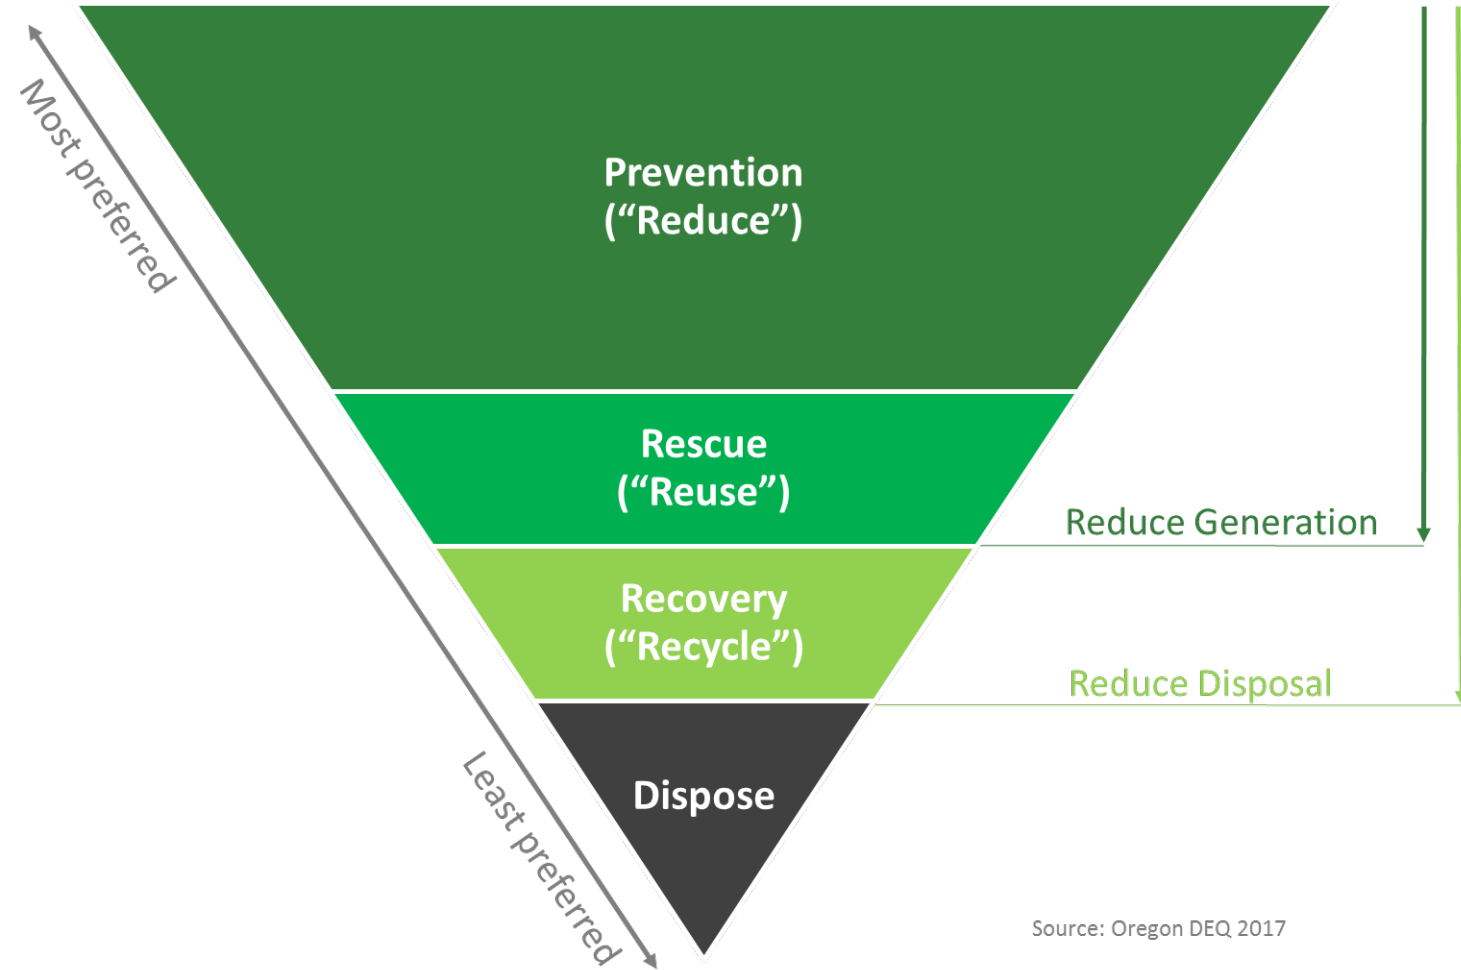 Most preferred
Prevention
(“Reduce”)
Rescue
(“Reuse”)
Reduce Generation
Recovery
(“Recycle”)
Reduce Disposal
Dispose
Least preferred
Source: Oregon DEQ 2017